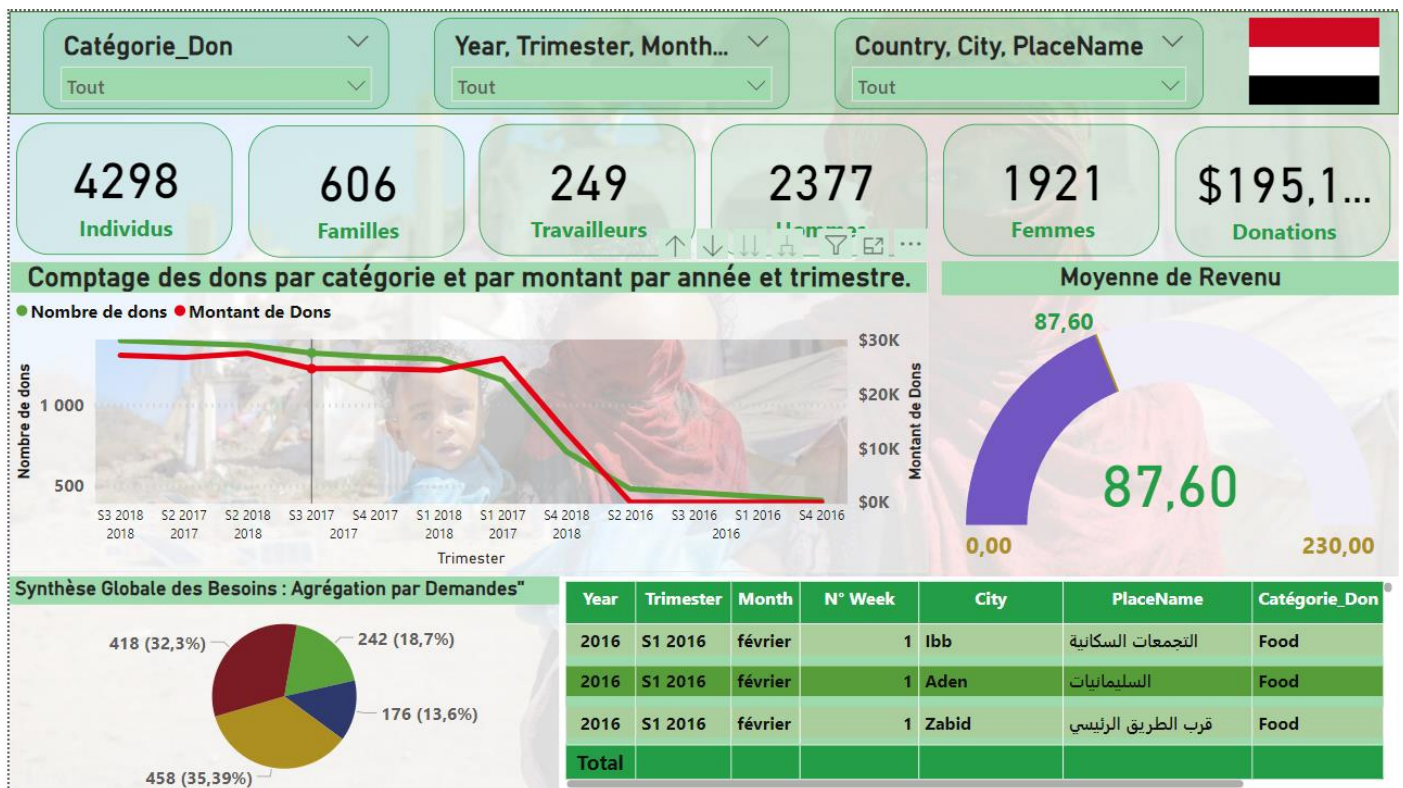 Catégorie_Don
Tout
Year, Trimester, Month...
Tout
Country, City, PlaceName
Tout
4298
Individus
606
Familles
249
Travailleurs
2377
Hommes
1921
Femmes
$195,1...
Donations
Comptage des dons par catégorie et par montant par année et trimestre.
Nombre de dons Montant de Dons
Nombre de dons
1 000
500
$30K
$20K
$10K
$0K
Montant de Dons
S3 2018 S2 2017 S2 2018 S3 2017 S4 2017 S1 2018 S1 2017 S4 2018 S2 2016 S3 2016 S1 2016 S4 2016
2018 2017 2018 2017 2018 2017 2018 2016
Trimester
Moyenne de Revenu
87,60
87,60
0,00 230,00
Synthèse Globale des Besoins : Agrégation par Demandes"
418 (32,3%)
242 (18,7%)
176 (13,6%)
458 (35,39%)
Year Trimester Month N° Week City PlaceName Catégorie_Don
2016 S1 2016 février 1 Ibb التجمعات السكانية Food
2016 S1 2016 février 1 Aden السليمانيات Food
2016 S1 2016 février 1 Zabid قرب الطريق الرئيسي Food
Total